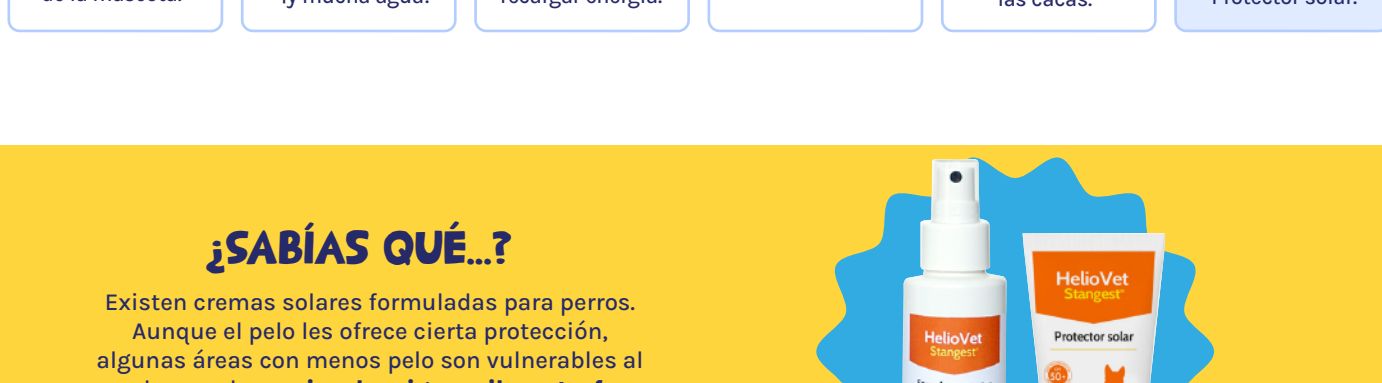 de la mascota.
¡y mucha agua!
recargar energía.
las cacas.
Protector solar.
¿SABÍAS QUÉ...?
Existen cremas solares formuladas para perros.
Aunque el pelo les ofrece cierta protección,
algunas áreas con menos pelo son vulnerables al
HelioVet
Stangest®
HelioVet
Stangest®
Protector solar
50+